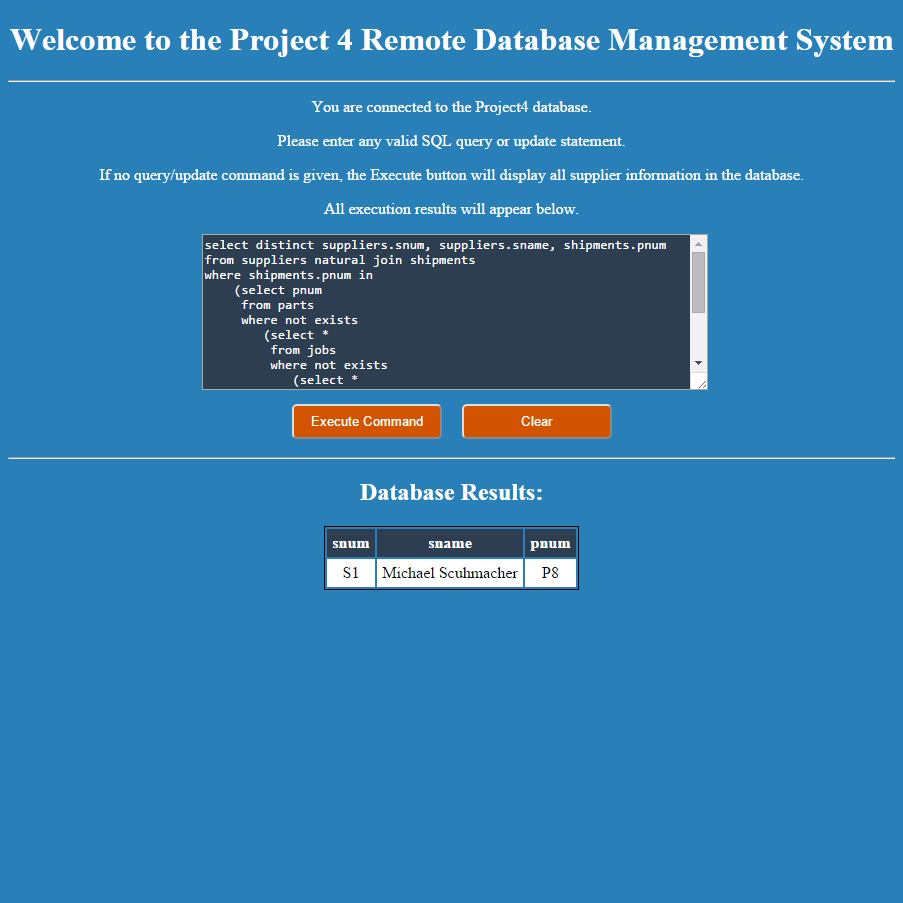 Welcome to the Project 4 Remote Database Management System
You are connected to the Project4 database.
Please enter any valid SQL query or update statement.
If no query/update command is given, the Execute button will display all supplier information in the database.
All execution results will appear below.
select distinct suppliers.snum, suppliers.sname, shipments.pnum
from suppliers natural join shipments
where shipments.pnum in
    (select pnum
     from parts
     where not exists
        (select *
         from jobs
         where not exists
            (select *
Execute Command Clear
Database Results:
snum sname pnum
S1 Michael Scuhmacher P8